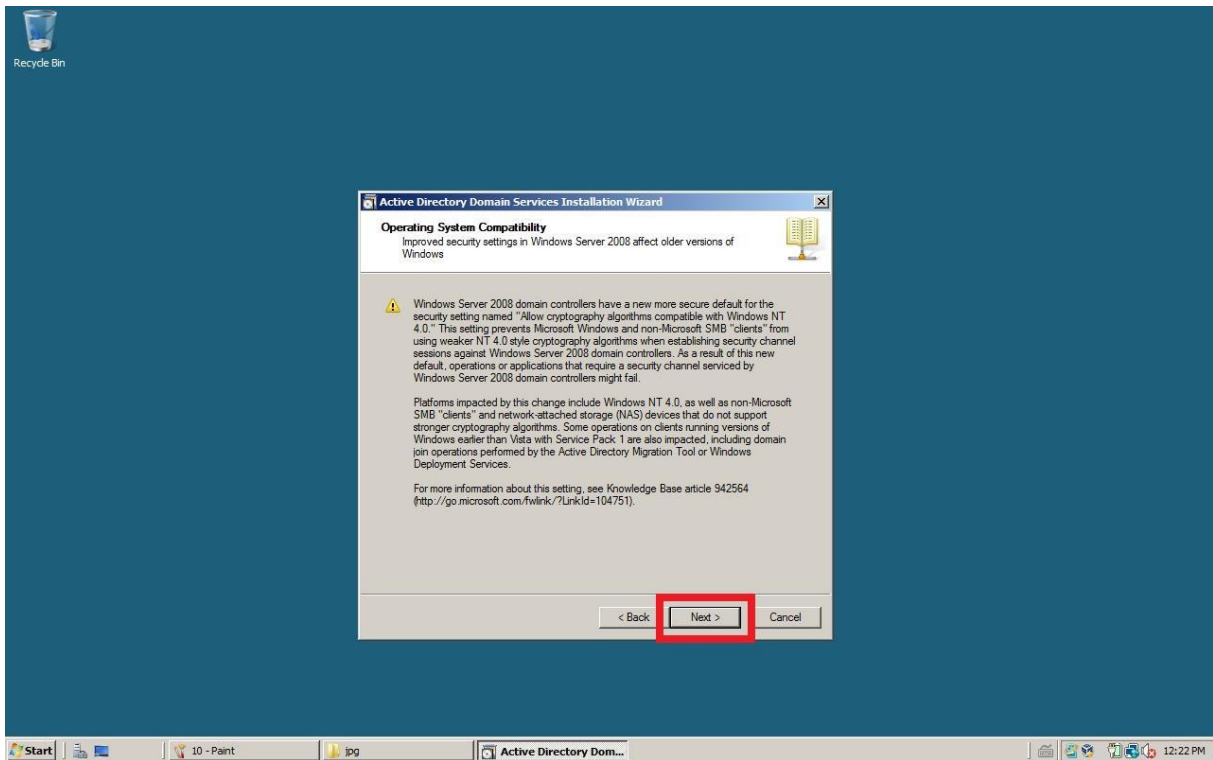 Recycle Bin
Active Directory Domain Services Installation Wizard
Operating System Compatibility
Improved security settings in Windows Server 2008 affect older versions of
Windows
Windows Server 2008 domain controllers have a new more secure default for the
security setting named "Allow cryptography algorithms compatible with Windows NT
4.0." This setting prevents Microsoft Windows and non-Microsoft SMB "clients" from
using weaker NT 4.0 style cryptography algorithms when establishing security channel
sessions against Windows Server 2008 domain controllers. As a result of this new
default, operations or applications that require a security channel serviced by
Windows Server 2008 domain controllers might fail.
Platforms impacted by this change include Windows NT 4.0, as well as non-Microsoft
SMB "clients" and network-attached storage (NAS) devices that do not support
stronger cryptography algorithms. Some operations on clients running versions of
Windows earlier than Vista with Service Pack 1 are also impacted, including domain
join operations performed by the Active Directory Migration Tool or Windows
Deployment Services.
For more information about this setting, see Knowledge Base article 942564
(http://go.microsoft.com/fwlink/?LinkId=104751).
< Back Next > Cancel
Start 10 - Paint jpg Active Directory Dom... 12:22 PM